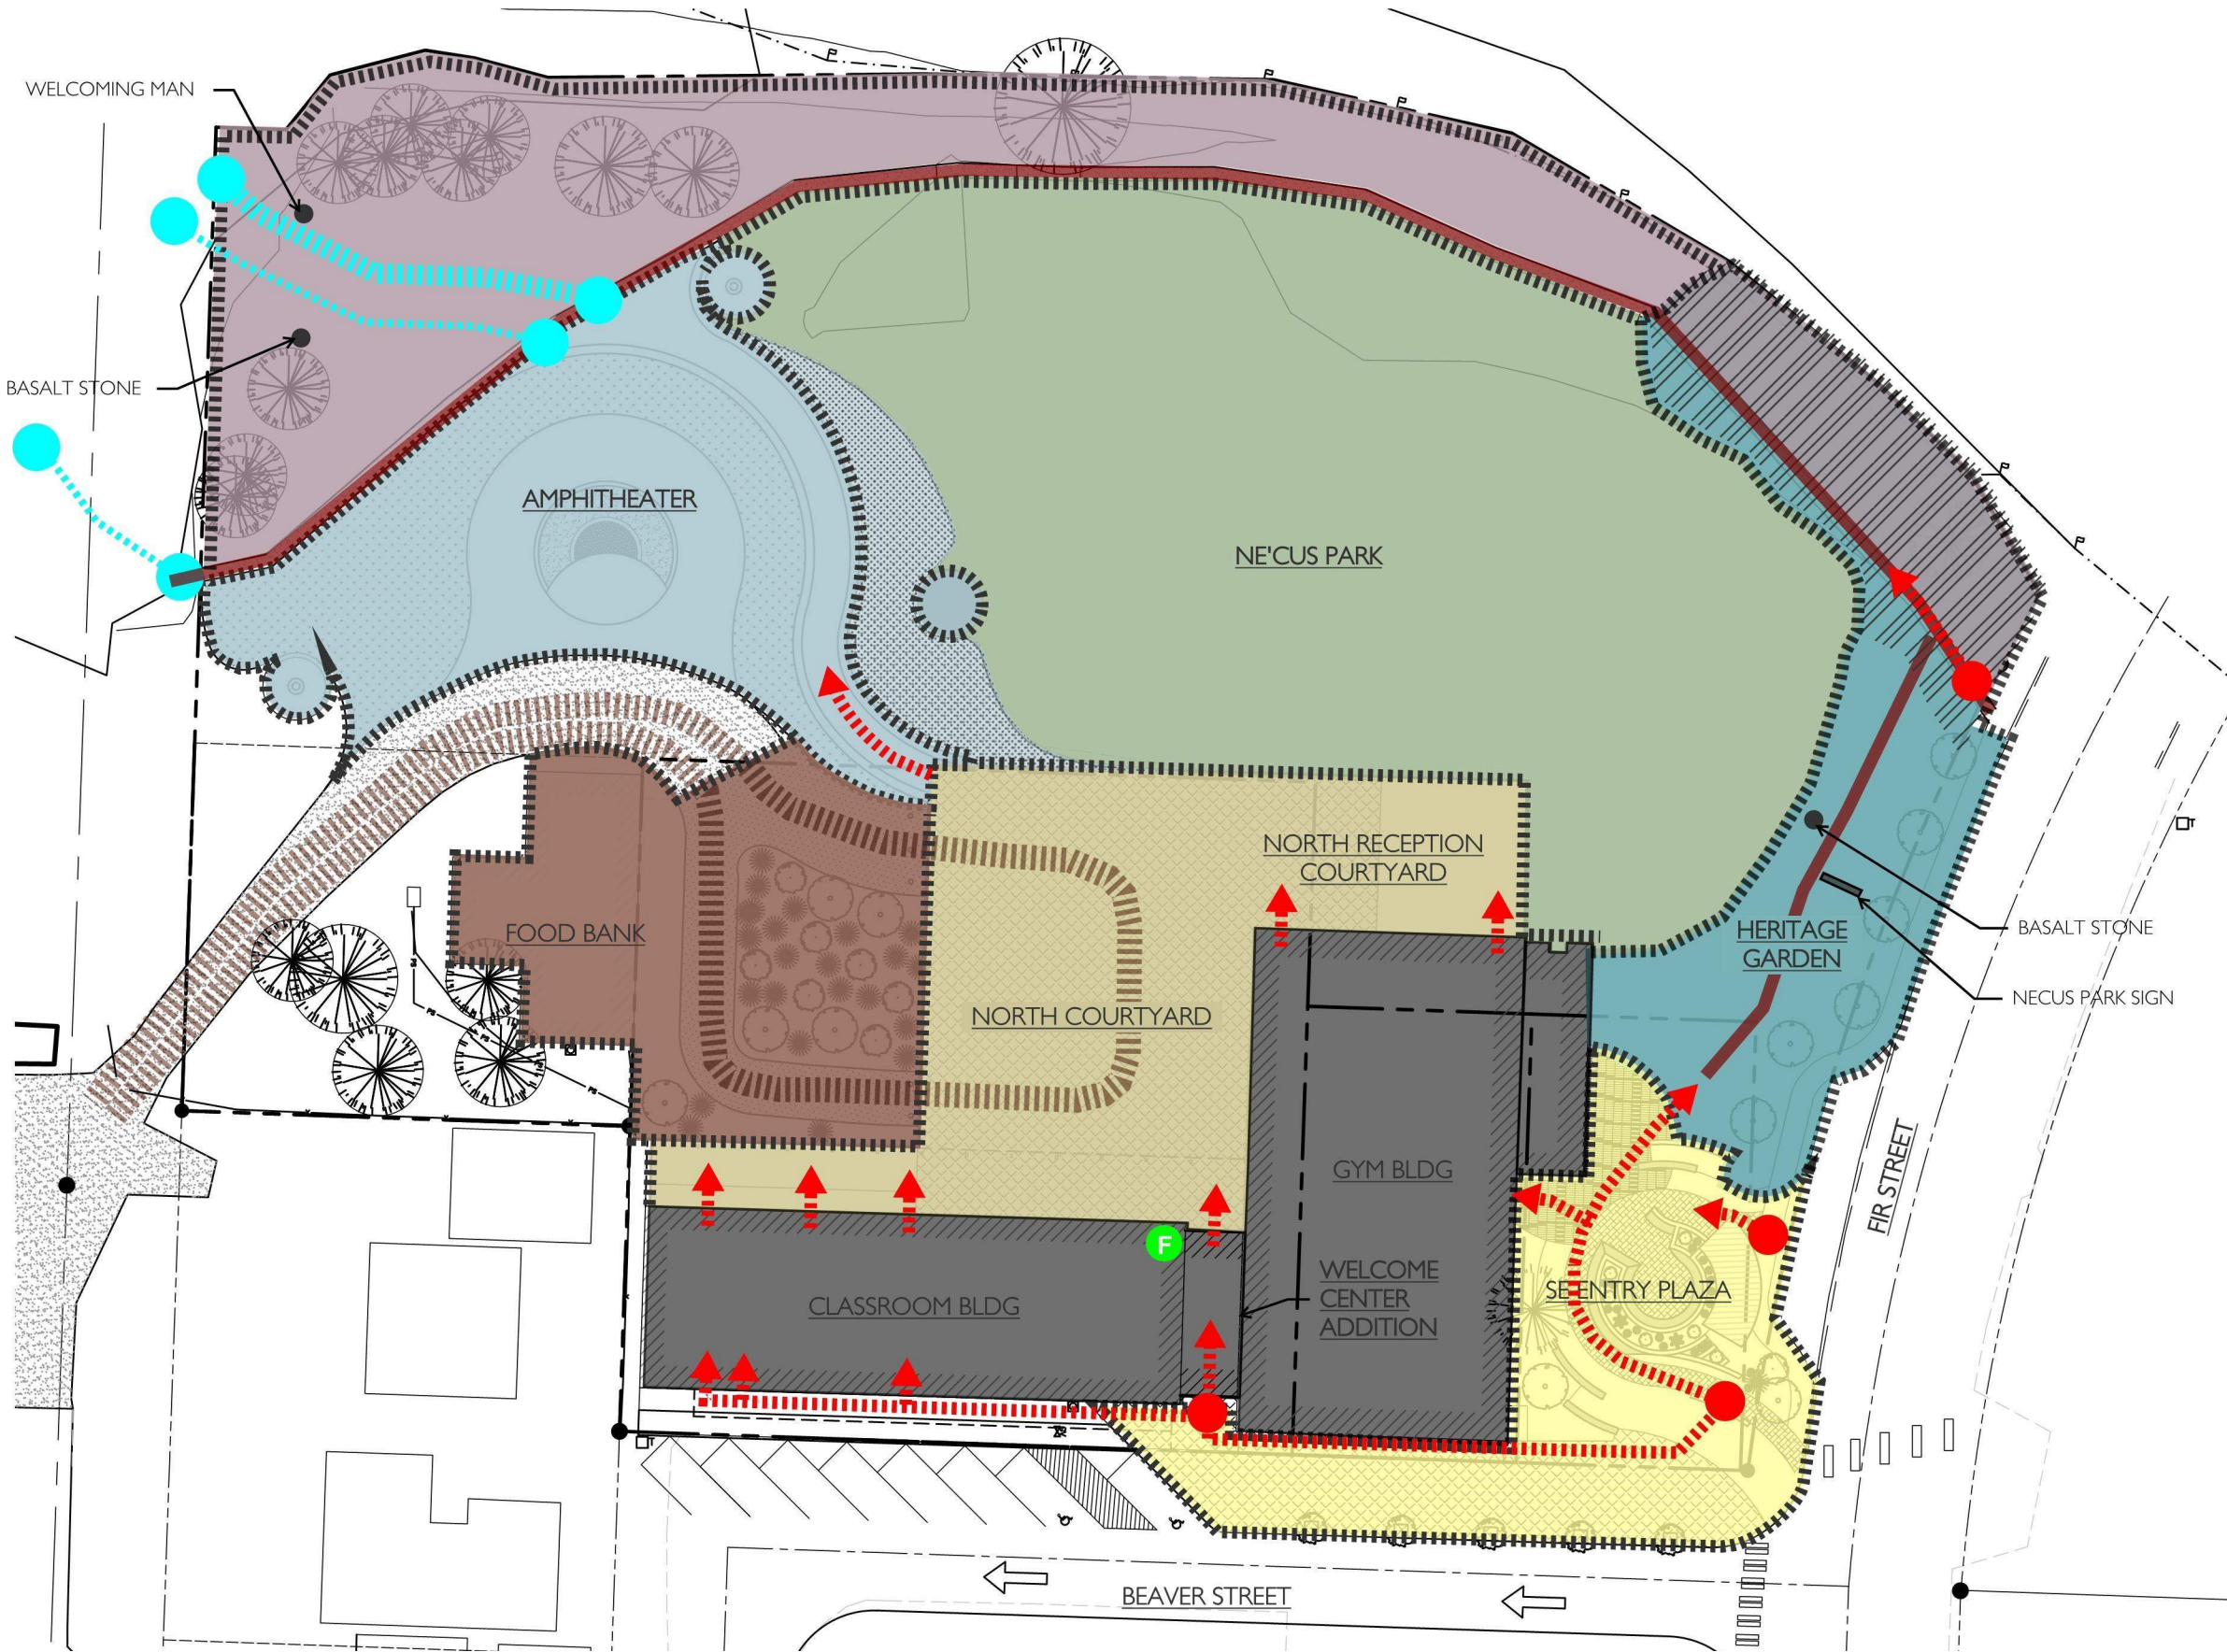 WELCOMING MAN
BASALT STONE
AMPHITHEATER
NE'CUS PARK
NORTH RECEPTION
COURTYARD
FOOD BANK
HERITAGE
GARDEN
BASALT STONE
NECUS PARK SIGN
NORTH COURTYARD
GYM BLDG
FIR STREET
F
WELCOME
CENTER
ADDITION
CLASSROOM BLDG
SE ENTRY PLAZA
BEAVER STREET